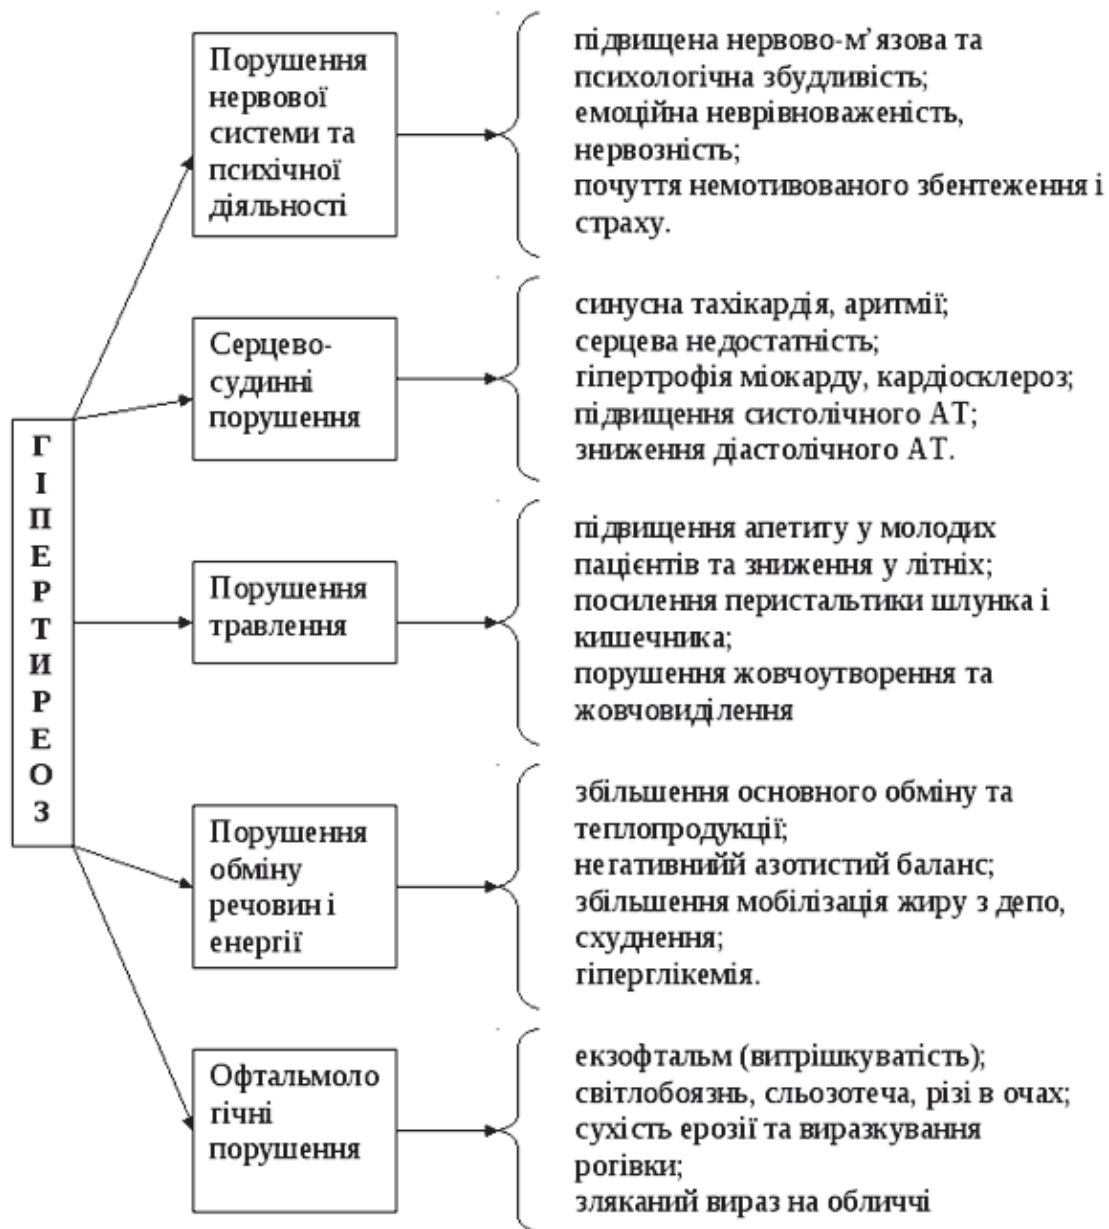 ГІПЕРТИРЕОЗ
Порушення
нервової
системи та
психічної
діяльності
підвищена нервово-м’язова та
психологічна збудливість;
емоційна неврівноваженість,
нервозність;
почуття немотивованого збентеження і
страху.
Серцево-
судинні
порушення
синусна тахікардія, аритмії;
серцева недостатність;
гіпертрофія міокарду, кардіосклероз;
підвищення систолічного АТ;
зниження діастолічного АТ.
Порушення
травлення
підвищення апетиту у молодих
пацієнтів та зниження у літніх;
посилення перистальтики шлунка і
кишечника;
порушення жовчоутворення та
жовчовиділення
Порушення
обміну
речовин і
енергії
збільшення основного обміну та
теплопродукції;
негативнийй азотистий баланс;
збільшення мобілізація жиру з депо,
схуднення;
гіперглікемія.
Офтальмоло
гічні
порушення
екзофтальм (витрішкуватість);
світлобоязнь, сльозотеча, різі в очах;
сухість ерозії та виразкування
рогівки;
зляканий вираз на обличчі